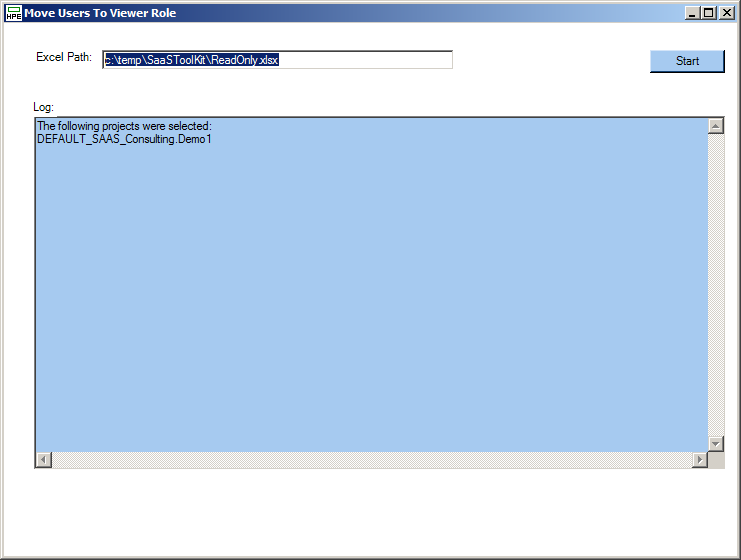 HPE Move Users To Viewer Role
Excel Path: c:\temp\SaaSToolKit\ReadOnly.xlsx Start
Log:
The following projects were selected:
DEFAULT_SAAS_Consulting.Demo1